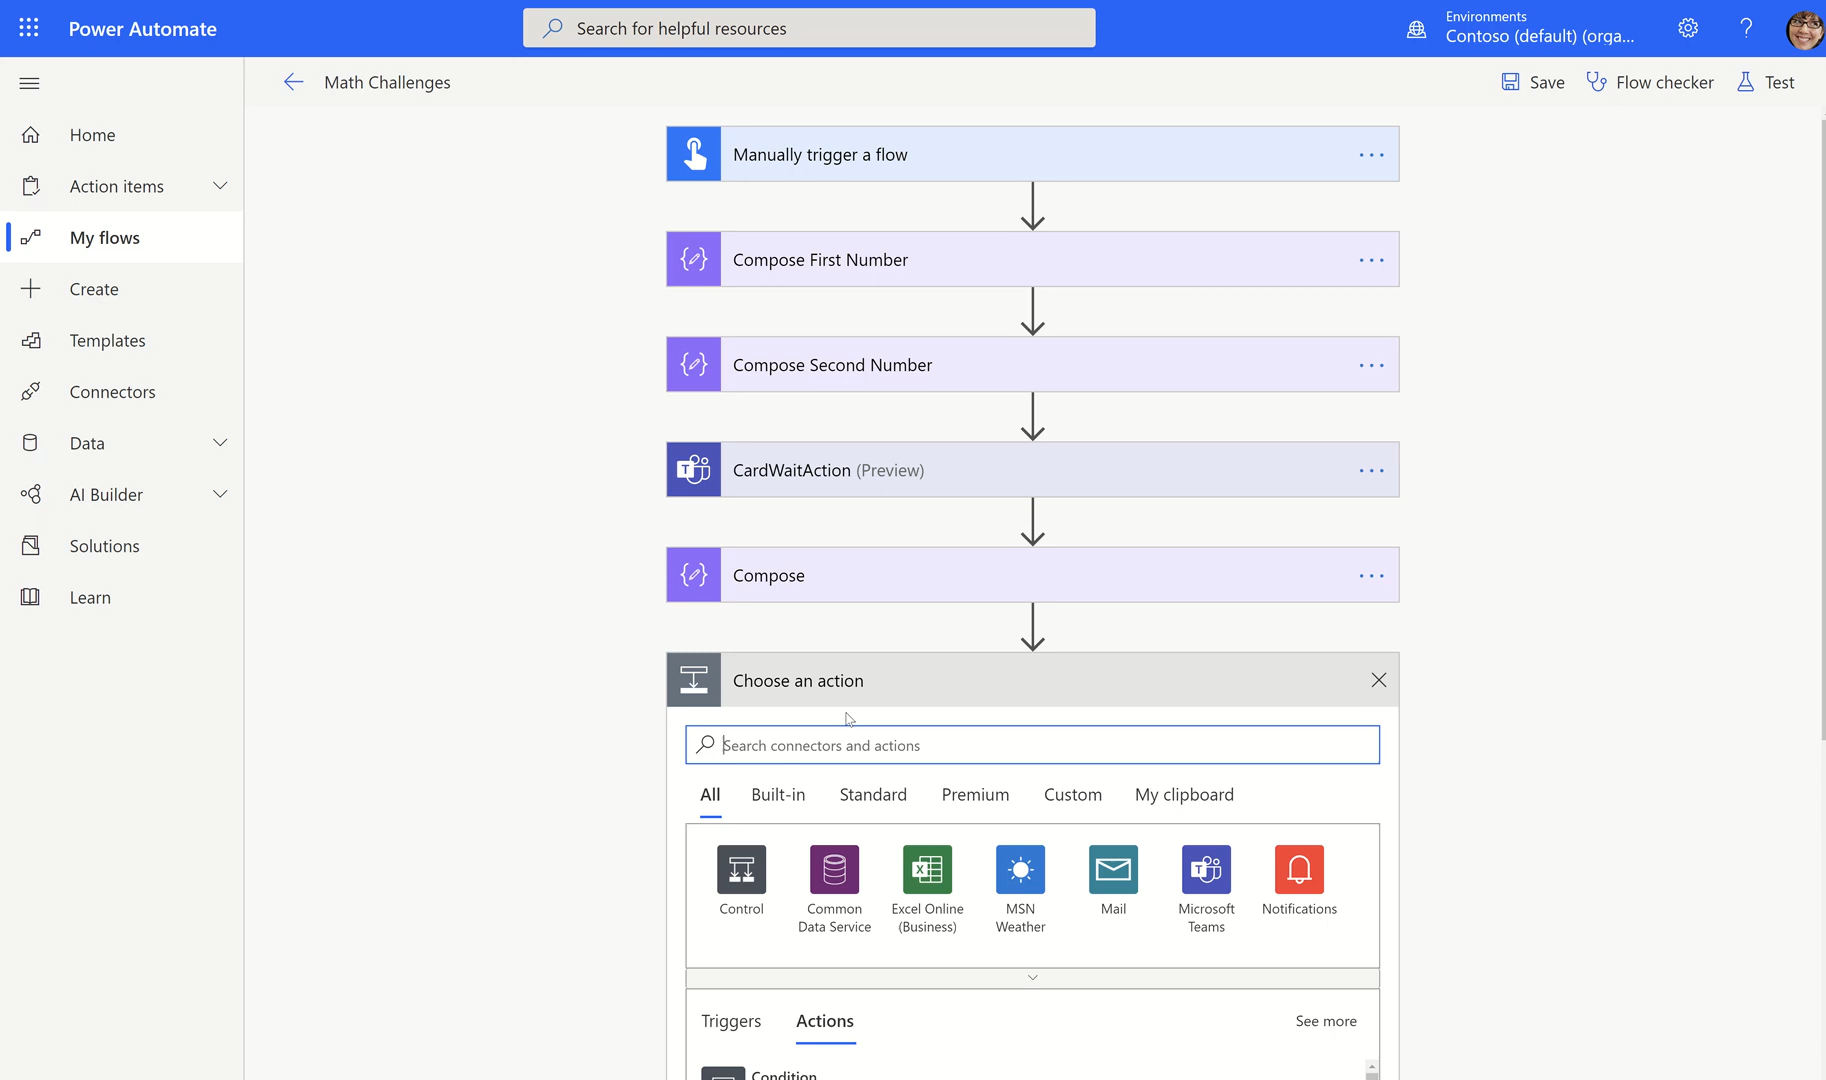 Power Automate
Search for helpful resources
Environments
Contoso (default) (orga...
?
Math Challenges
Save
Flow checker
Test
Home
Action items
My flows
Create
Templates
Connectors
Data
AI Builder
Solutions
Learn
Manually trigger a flow
Compose First Number
Compose Second Number
T
CardWaitAction (Preview)
Compose
Choose an action
Search connectors and actions
All
Built-in
Standard
Premium
Custom
My clipboard
Control
Common
Data Service
Excel Online
(Business)
MSN
Weather
Mail
Microsoft
Teams
Notifications
Triggers
Actions
See more
Condition